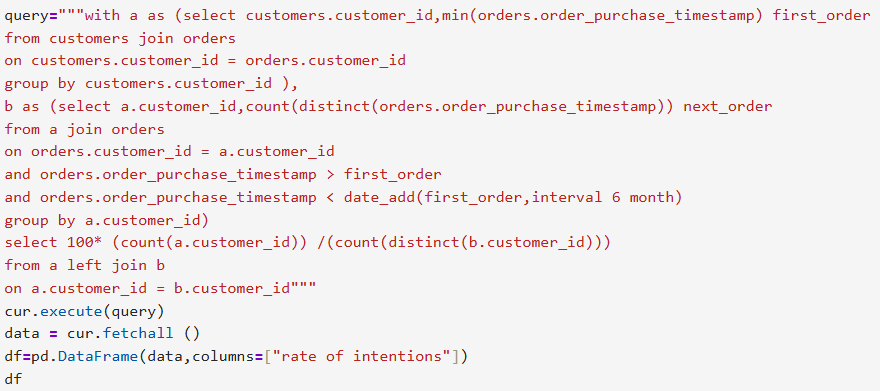 query="""with a as (select customers.customer_id,min(orders.order_purchase_timestamp) first_order
from customers join orders
on customers.customer_id = orders.customer_id
group by customers.customer_id ),
b as (select a.customer_id,count(distinct(orders.order_purchase_timestamp)) next_order
from a join orders
on orders.customer_id = a.customer_id
and orders.order_purchase_timestamp > first_order
and orders.order_purchase_timestamp < date_add(first_order,interval 6 month)
group by a.customer_id)
select 100* (count(a.customer_id)) /(count(distinct(b.customer_id)))
from a left join b
on a.customer_id = b.customer_id"""
cur.execute(query)
data = cur.fetchall ()
df=pd.DataFrame(data,columns=["rate of intentions"])
df